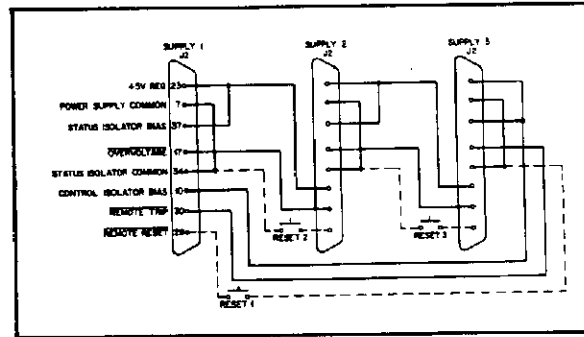 SUPPLY 1
J2
SUPPLY 2
J2
SUPPLY 3
J2
+5V REG 23
POWER SUPPLY COMMON 7
STATUS ISOLATOR BIAS 37
OVERVOLTAGE 17
STATUS ISOLATOR COMMON 34
CONTROL ISOLATOR BIAS 10
REMOTE TRIP 30
REMOTE RESET 29
RESET 2
RESET 3
RESET 1